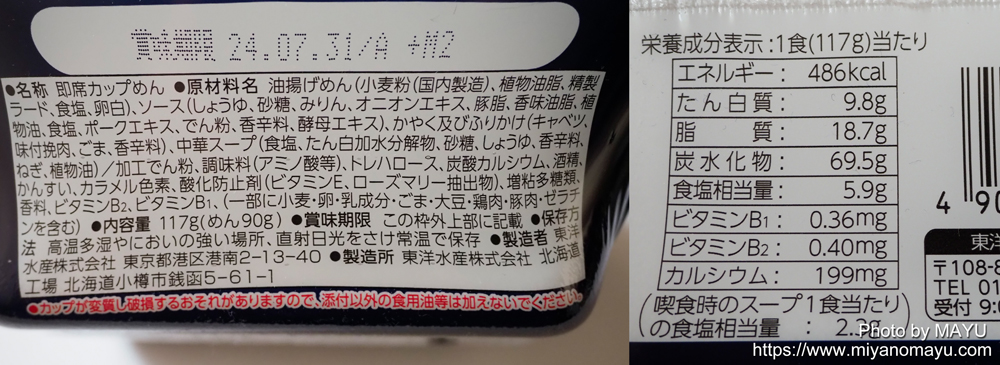 賞味期限 24.07.31/A +M2
●名称 即席カップめん ●原材料名 油揚げめん(小麦粉(国内製造)、植物油脂、精製
ラード、食塩、卵白)、ソース(しょうゆ、砂糖、みりん、オニオンエキス、豚脂、香味油脂、植
物油、食塩、ポークエキス、でん粉、香辛料、酵母エキス)、かやく及びふりかけ(キャベツ、
味付挽肉、ごま、香辛料)、中華スープ(食塩、たん白加水分解物、砂糖、しょうゆ、香辛料、
ねぎ、植物油)/加工でん粉、調味料(アミノ酸等)、トレハロース、炭酸カルシウム、酒精、
かんすい、カラメル色素、酸化防止剤(ビタミンE、ローズマリー抽出物)、増粘多糖類、
香料、ビタミンB2、ビタミンB1、(一部に小麦・卵・乳成分・ごま・大豆・鶏肉・豚肉・ゼラチ
ンを含む) ●内容量 117g(めん90g) ●賞味期限 この枠外上部に記載 ●保存方
法 高温多湿やにおいの強い場所、直射日光をさけ常温で保存 ●製造者 東洋
水産株式会社 東京都港区港南2-13-40 ●製造所 東洋水産株式会社 北海道
工場 北海道小樽市銭函5-61-1
●カップが変質し破損するおそれがありますので、添付以外の食用油等は加えないでください。
栄養成分表示:1食(117g)当たり
エネルギー: 486kcal
たん白質: 9.8g
脂質: 18.7g
炭水化物: 69.5g
食塩相当量: 5.9g
ビタミンB1: 0.36mg
ビタミンB2: 0.40mg
カルシウム: 199mg
(喫食時のスープ1食当たり)
の食塩相当量 : 2.
4 90
東洋
〒108-8
TEL 01
受付 9:0
Photo by MAYU
https://www.miyanomayu.com